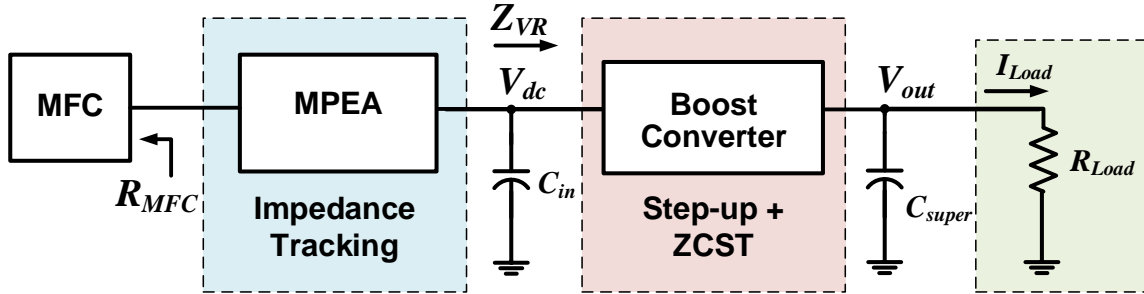 MFC
R_MFC
MPEA
Impedance
Tracking
Z_VR
V_dc
C_in
Boost
Converter
Step-up +
ZCST
V_out
C_super
I_Load
R_Load